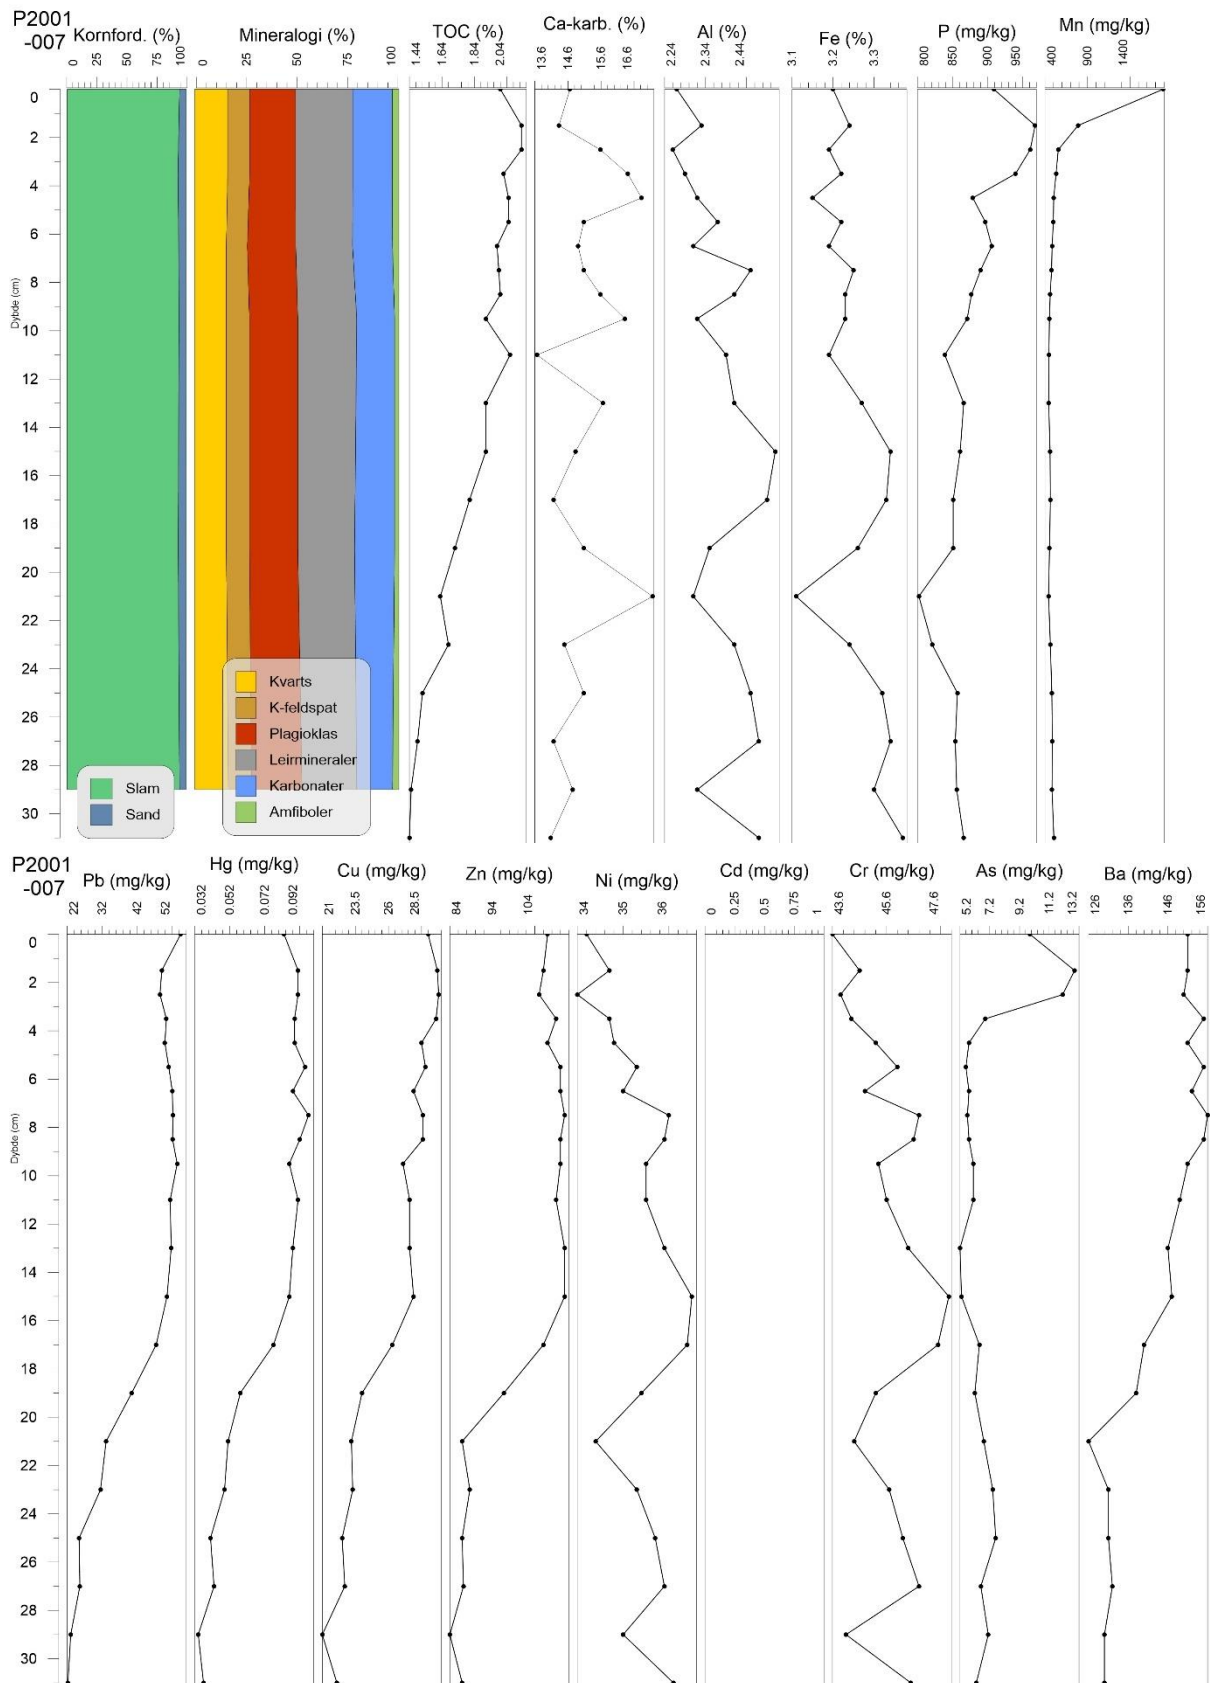 P2001
-007
Kornford. (%)
Mineralogi (%)
TOC (%)
Ca-karb. (%)
Al (%)
Fe (%)
P (mg/kg)
Mn (mg/kg)
0 25 50 75 100
0 25 50 75 100
1.44 1.64 1.84 2.04
13.6 14.6 15.6 16.6
2.24 2.34 2.44
3.1 3.2 3.3
800 850 900 950
400 900 1400
Dybde (cm)
0
2
4
6
8
10
12
14
16
18
20
22
24
26
28
30
Slam
Sand
Kvarts
K-feldspat
Plagioklas
Leirmineraler
Karbonater
Amfiboler
P2001
-007
Pb (mg/kg)
Hg (mg/kg)
Cu (mg/kg)
Zn (mg/kg)
Ni (mg/kg)
Cd (mg/kg)
Cr (mg/kg)
As (mg/kg)
Ba (mg/kg)
22 32 42 52
0.032 0.052 0.072 0.092
21 23.5 26 28.5
84 94 104
34 35 36
0 0.25 0.5 0.75 1
43.6 45.6 47.6
5.2 7.2 9.2 11.2 13.2
126 136 146 156
Dybde (cm)
0
2
4
6
8
10
12
14
16
18
20
22
24
26
28
30